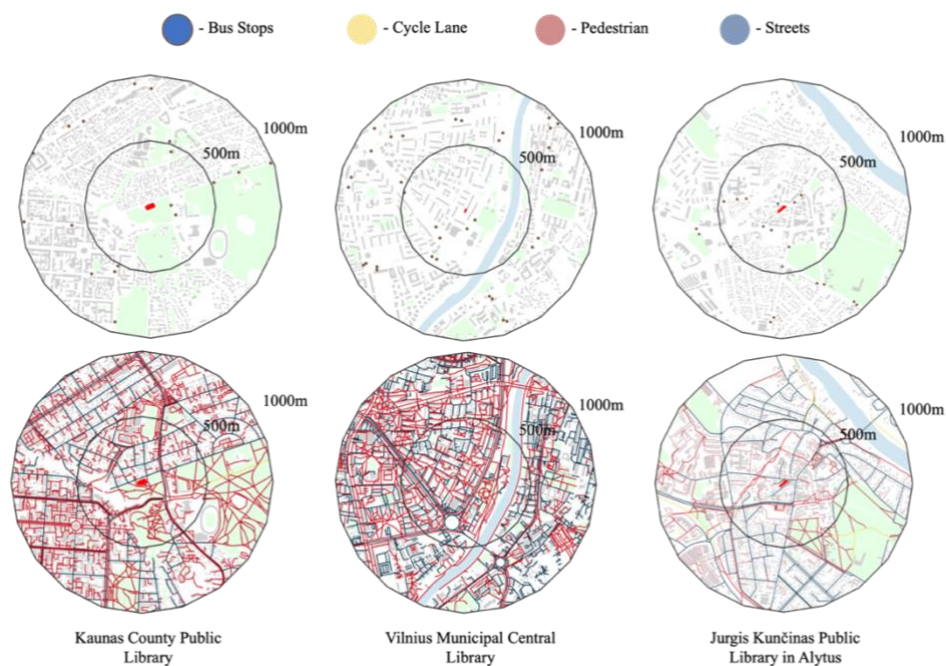 - Bus Stops
- Cycle Lane
- Pedestrian
- Streets
1000m
500m
1000m
500m
1000m
500m
1000m
500m
1000m
500m
1000m
500m
Kaunas County Public
Library
Vilnius Municipal Central
Library
Jurgis Kunčinas Public
Library in Alytus